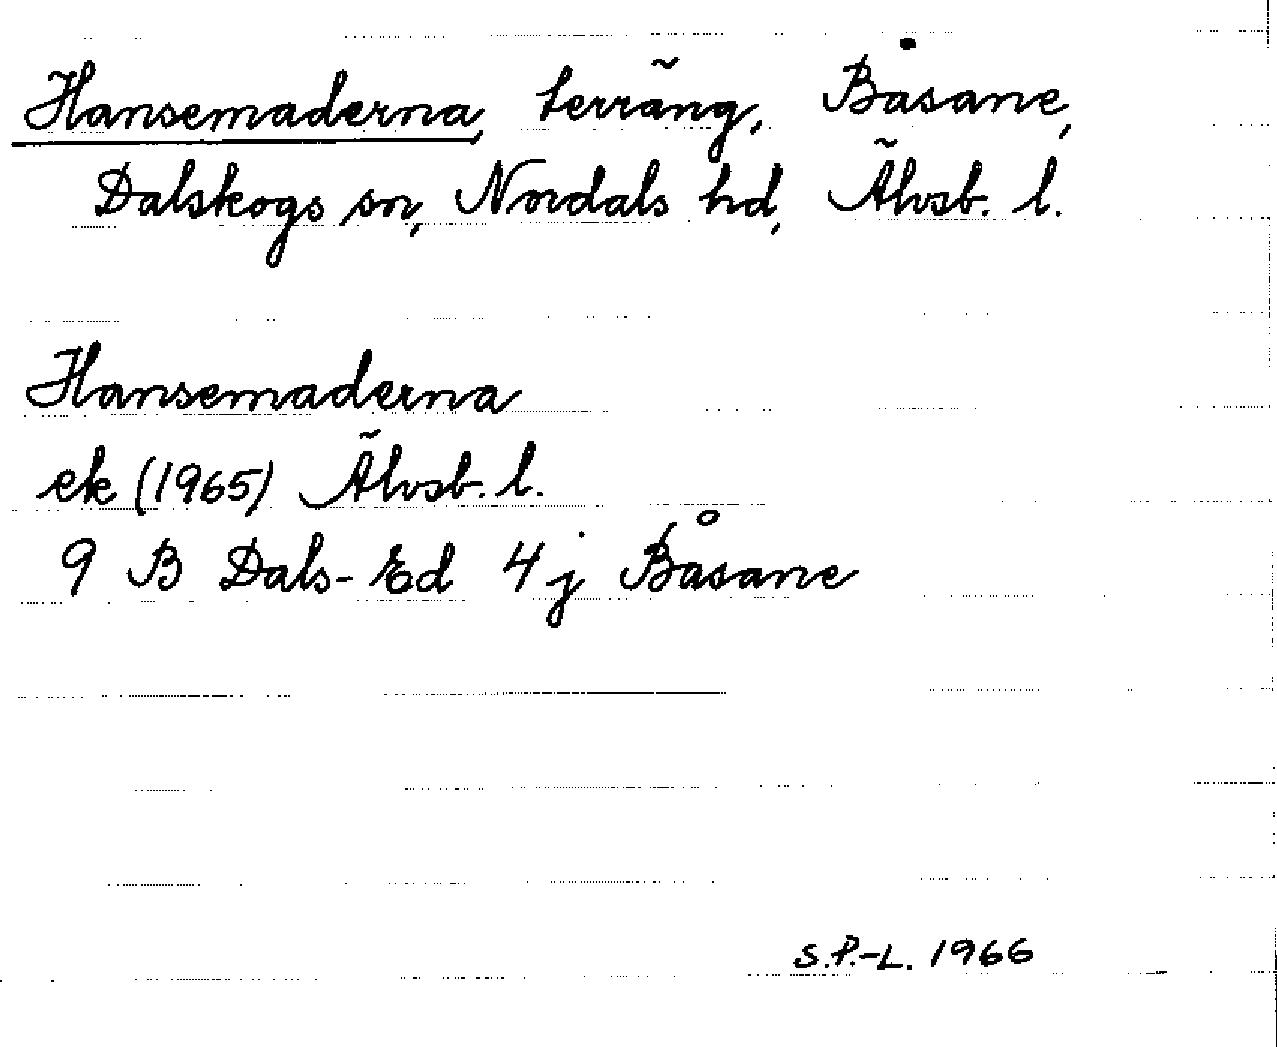 Hansemaderna, terräng, Båsane,
Dalskogs sn, Nordals hd, Älvsb. l.
Hansemaderna
ek (1965) Älvsb. l.
9 B Dals-Ed 4 j Båsane
S.P.-L. 1966